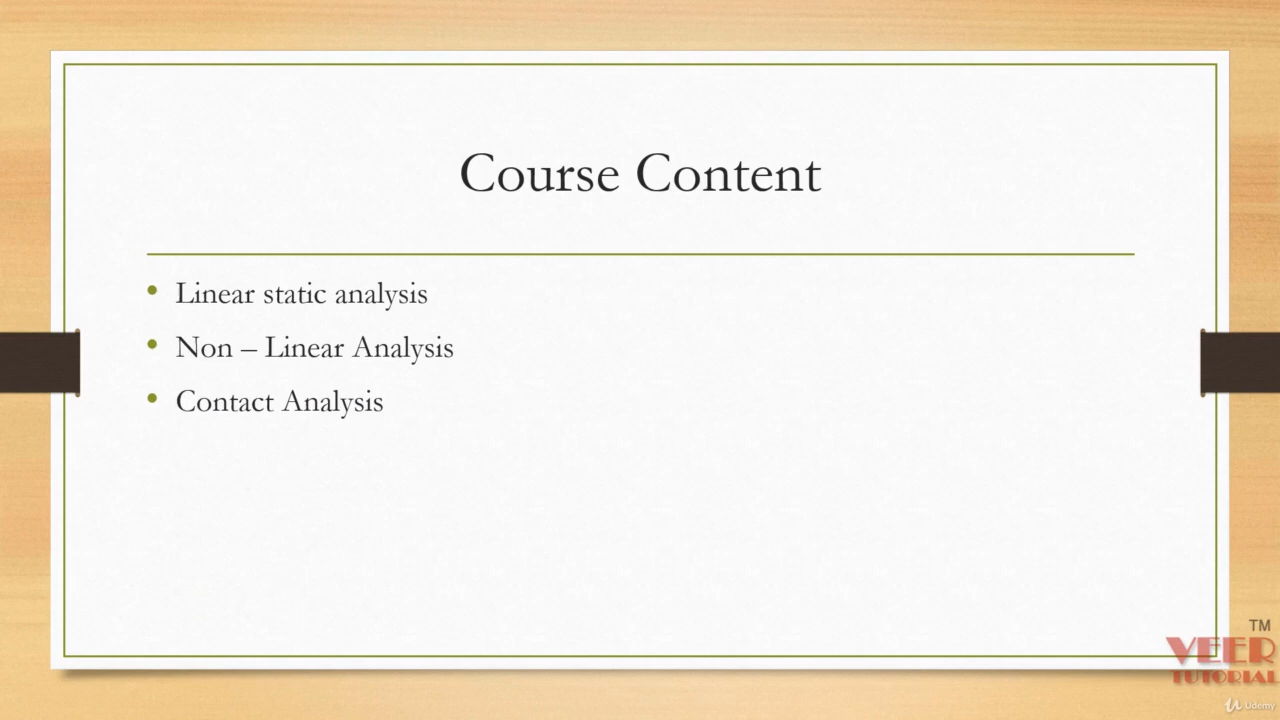 Course Content
• Linear static analysis
• Non – Linear Analysis
• Contact Analysis
TM
VEER
TUTORIAL
Udemy